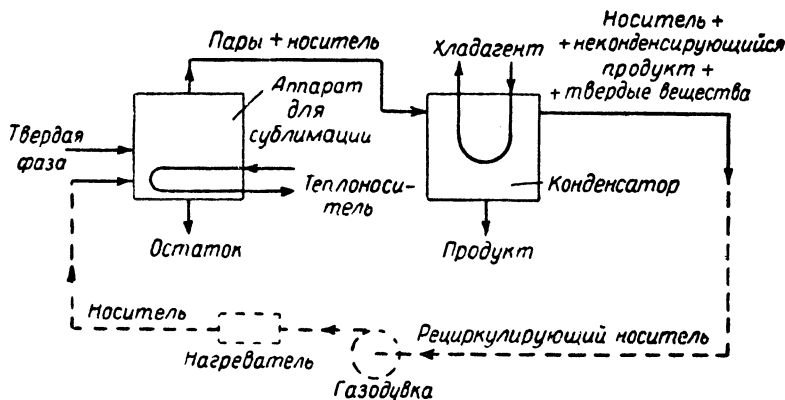 Пары + носитель
Хладагент
Носитель +
+ неконденсирующийся
продукт +
+ твердые вещества
Аппарат
для
сублимации
Твердая
фаза
Теплоноси-
тель
Конденсатор
Остаток
Продукт
Носитель
Рециркулирующий носитель
Нагреватель
Газодувка